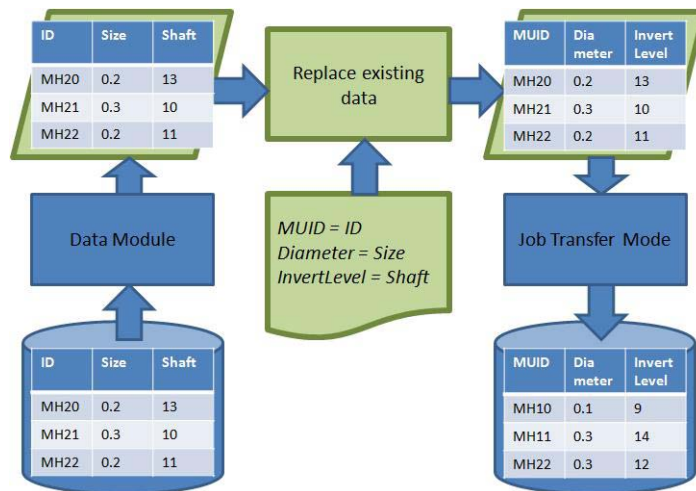 ID Size Shaft
MH20 0.2 13
MH21 0.3 10
MH22 0.2 11
Replace existing
data
MUID Dia Invert
meter Level
MH20 0.2 13
MH21 0.3 10
MH22 0.2 11
Data Module
MUID = ID
Diameter = Size
InvertLevel = Shaft
Job Transfer Mode
ID Size Shaft
MH20 0.2 13
MH21 0.3 10
MH22 0.2 11
MUID Dia Invert
meter Level
MH10 0.1 9
MH11 0.3 14
MH22 0.3 12